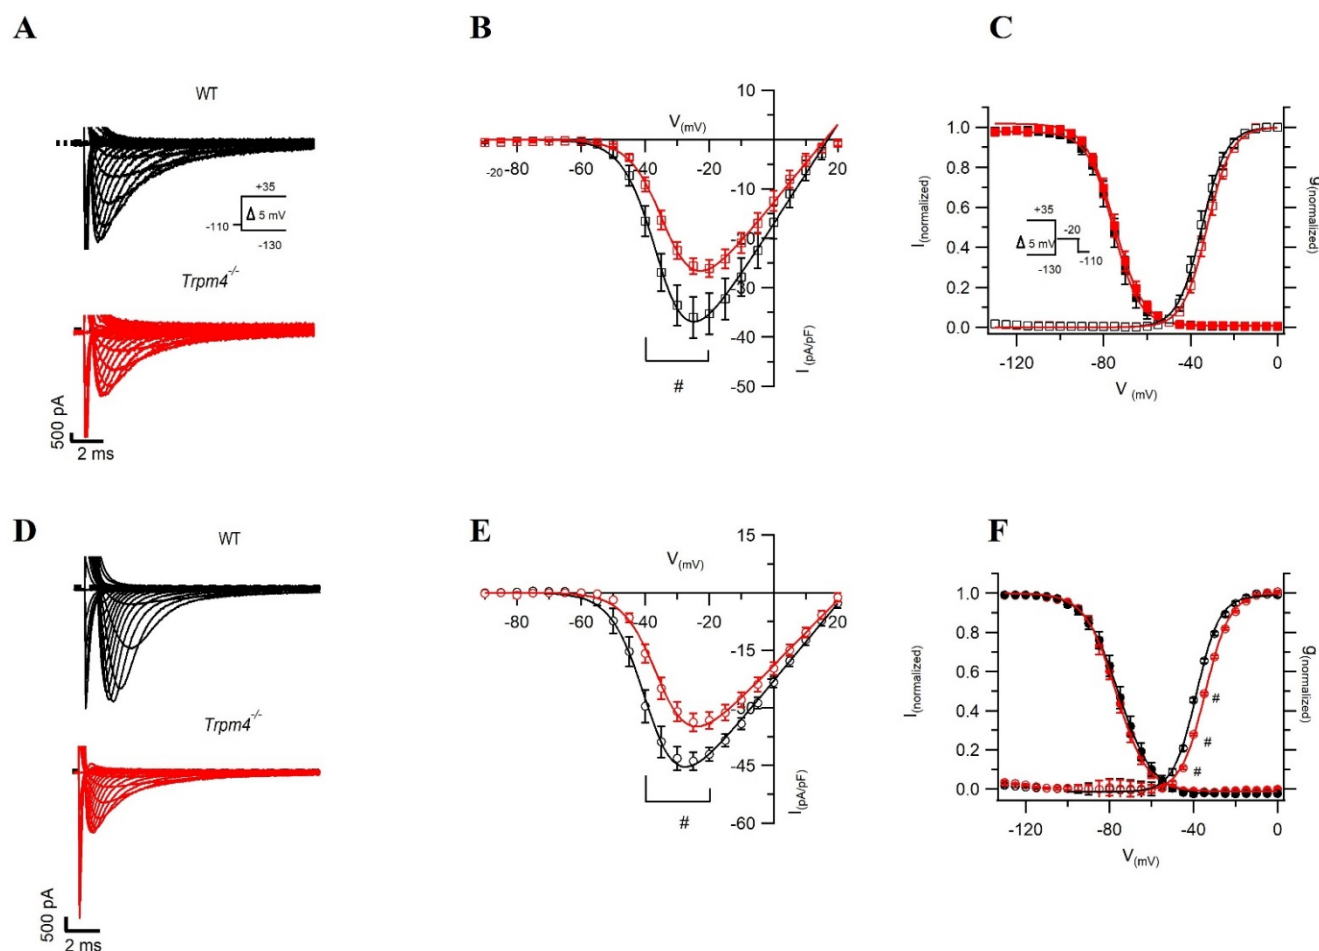 A
WT
+35
-110
Δ 5 mV
-130
Trpm4-/-
500 pA
2 ms
B
10
V(mV)
-20
-60
-40
-20
20
-10
-20
-30
-40
-50
I(pA/pF)
#
C
1.0
0.8
0.6
0.4
0.2
0.0
I(normalized)
+35
-20
Δ 5 mV
-130
-110
g(normalized)
-120
-80
-40
0
V (mV)
D
WT
Trpm4-/-
500 pA
2 ms
E
15
V(mV)
-80
-60
-40
-20
20
-15
-30
-45
-60
I(pA/pF)
#
F
1.0
0.8
0.6
0.4
0.2
0.0
I(normalized)
#
#
#
g(normalized)
-120
-80
-40
0
V(mV)